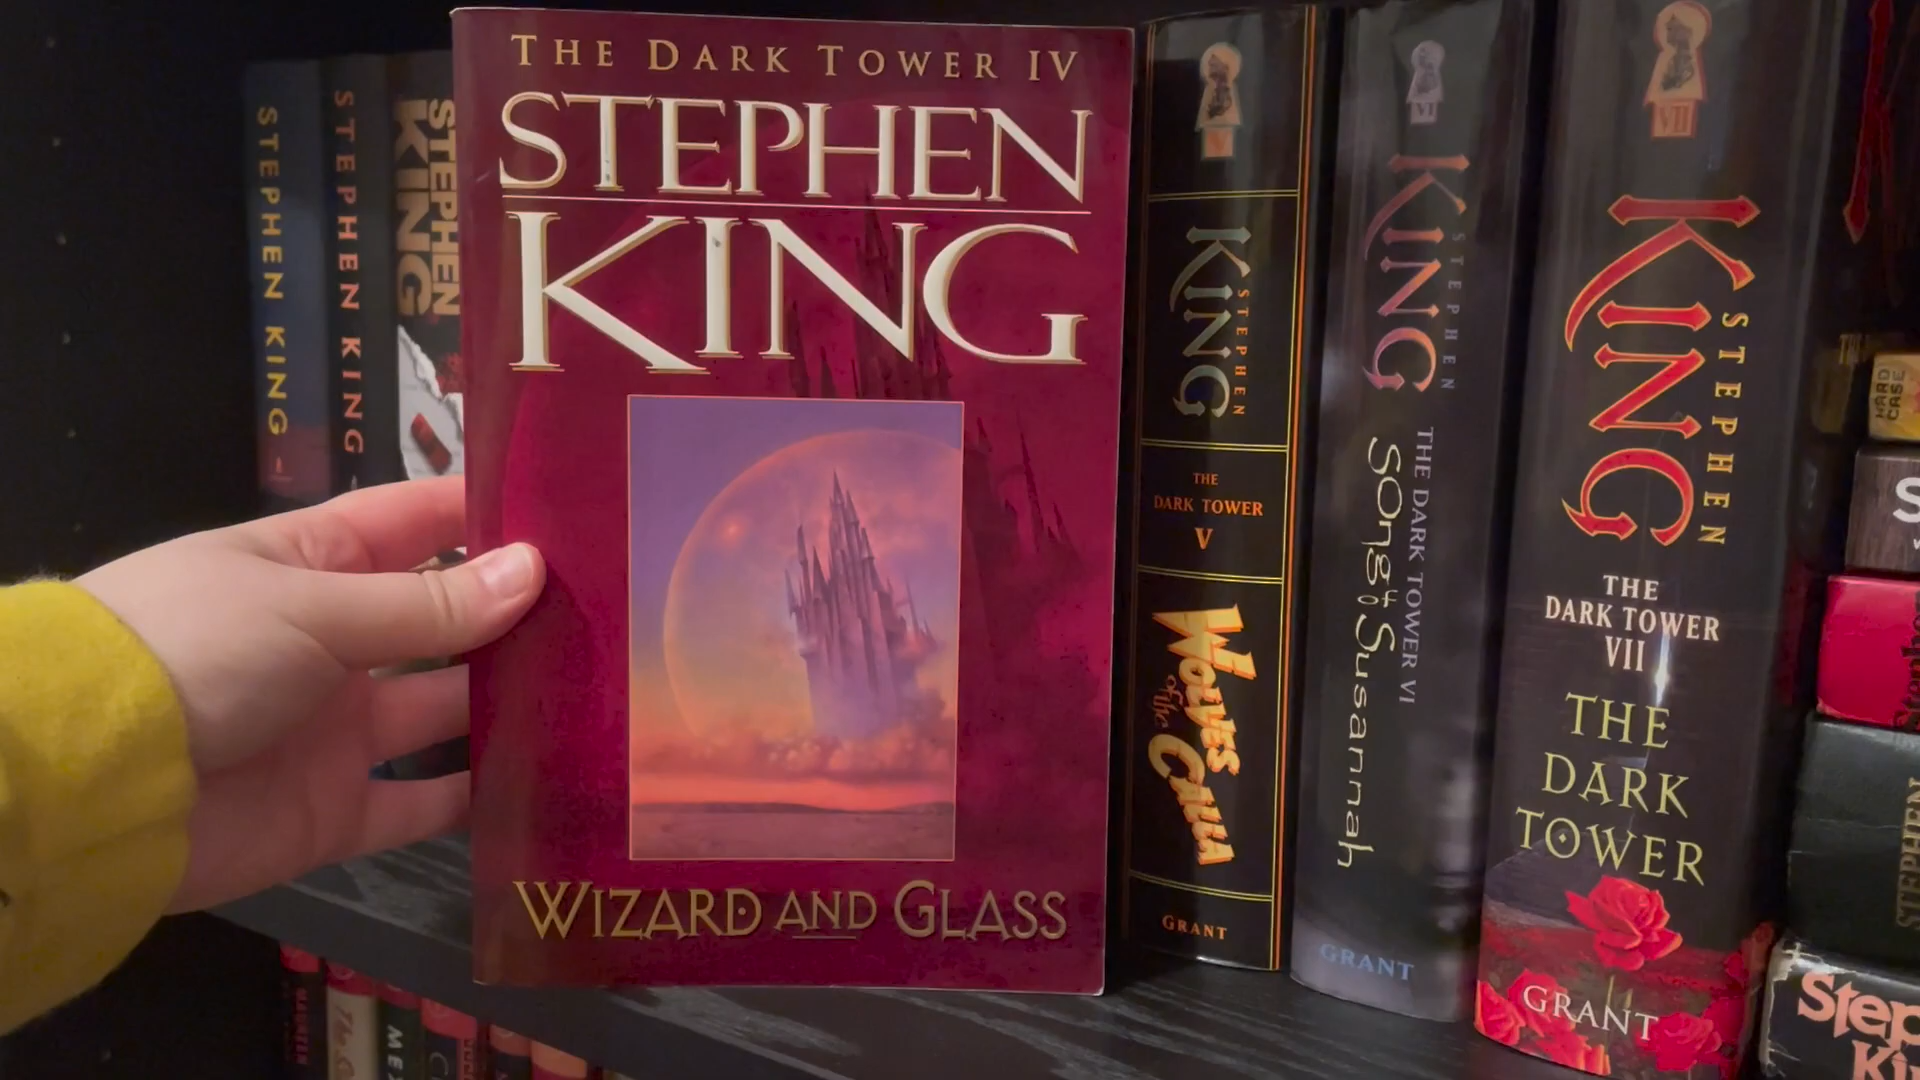 STEPHEN KING
STEPHEN KING
STEPHEN
KING
THE DARK TOWER IV
STEPHEN
KING
WIZARD AND GLASS
V
STEPHEN
KING
THE
DARK TOWER
V
WOLVES
of the
CALLA
GRANT
VI
STEPHEN
KING
THE DARK TOWER VI
SONG OF SUSANNAH
GRANT
VII
STEPHEN
KING
THE
DARK TOWER
VII
THE
DARK
TOWER
GRANT
HARD
CASE
STEPHEN